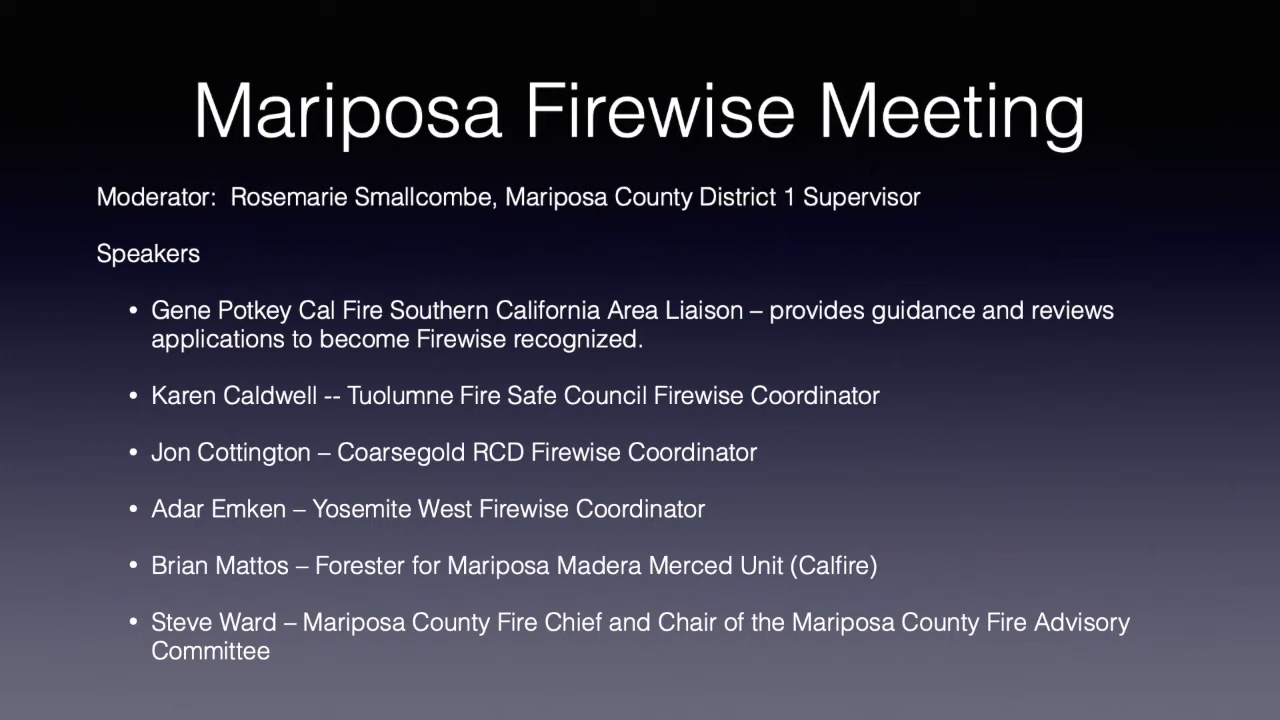 Mariposa Firewise Meeting
Moderator:  Rosemarie Smallcombe, Mariposa County District 1 Supervisor
Speakers
• Gene Potkey Cal Fire Southern California Area Liaison – provides guidance and reviews
applications to become Firewise recognized.
• Karen Caldwell -- Tuolumne Fire Safe Council Firewise Coordinator
• Jon Cottington – Coarsegold RCD Firewise Coordinator
• Adar Emken – Yosemite West Firewise Coordinator
• Brian Mattos – Forester for Mariposa Madera Merced Unit (Calfire)
• Steve Ward – Mariposa County Fire Chief and Chair of the Mariposa County Fire Advisory
Committee